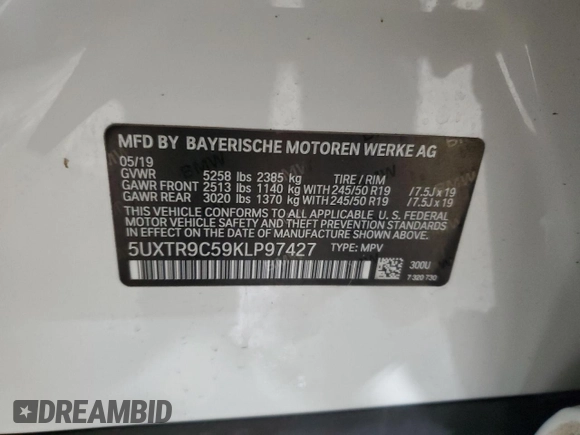 MFD BY BAYERISCHE MOTOREN WERKE AG
05/19
GVWR 5258 lbs 2385 kg TIRE / RIM
GAWR FRONT 2513 lbs 1140 kg WITH 245/50 R19 /7.5J x 19
GAWR REAR 3020 lbs 1370 kg WITH 245/50 R19 /7.5J x 19
THIS VEHICLE CONFORMS TO ALL APPLICABLE U. S. FEDERAL
MOTOR VEHICLE SAFETY AND THEFT PREVENTION STANDARDS
IN EFFECT ON THE DATE OF MANUFACTURE SHOWN ABOVE.
5UXTR9C59KLP97427 TYPE: MPV
300U
7 320 730
DREAMBID